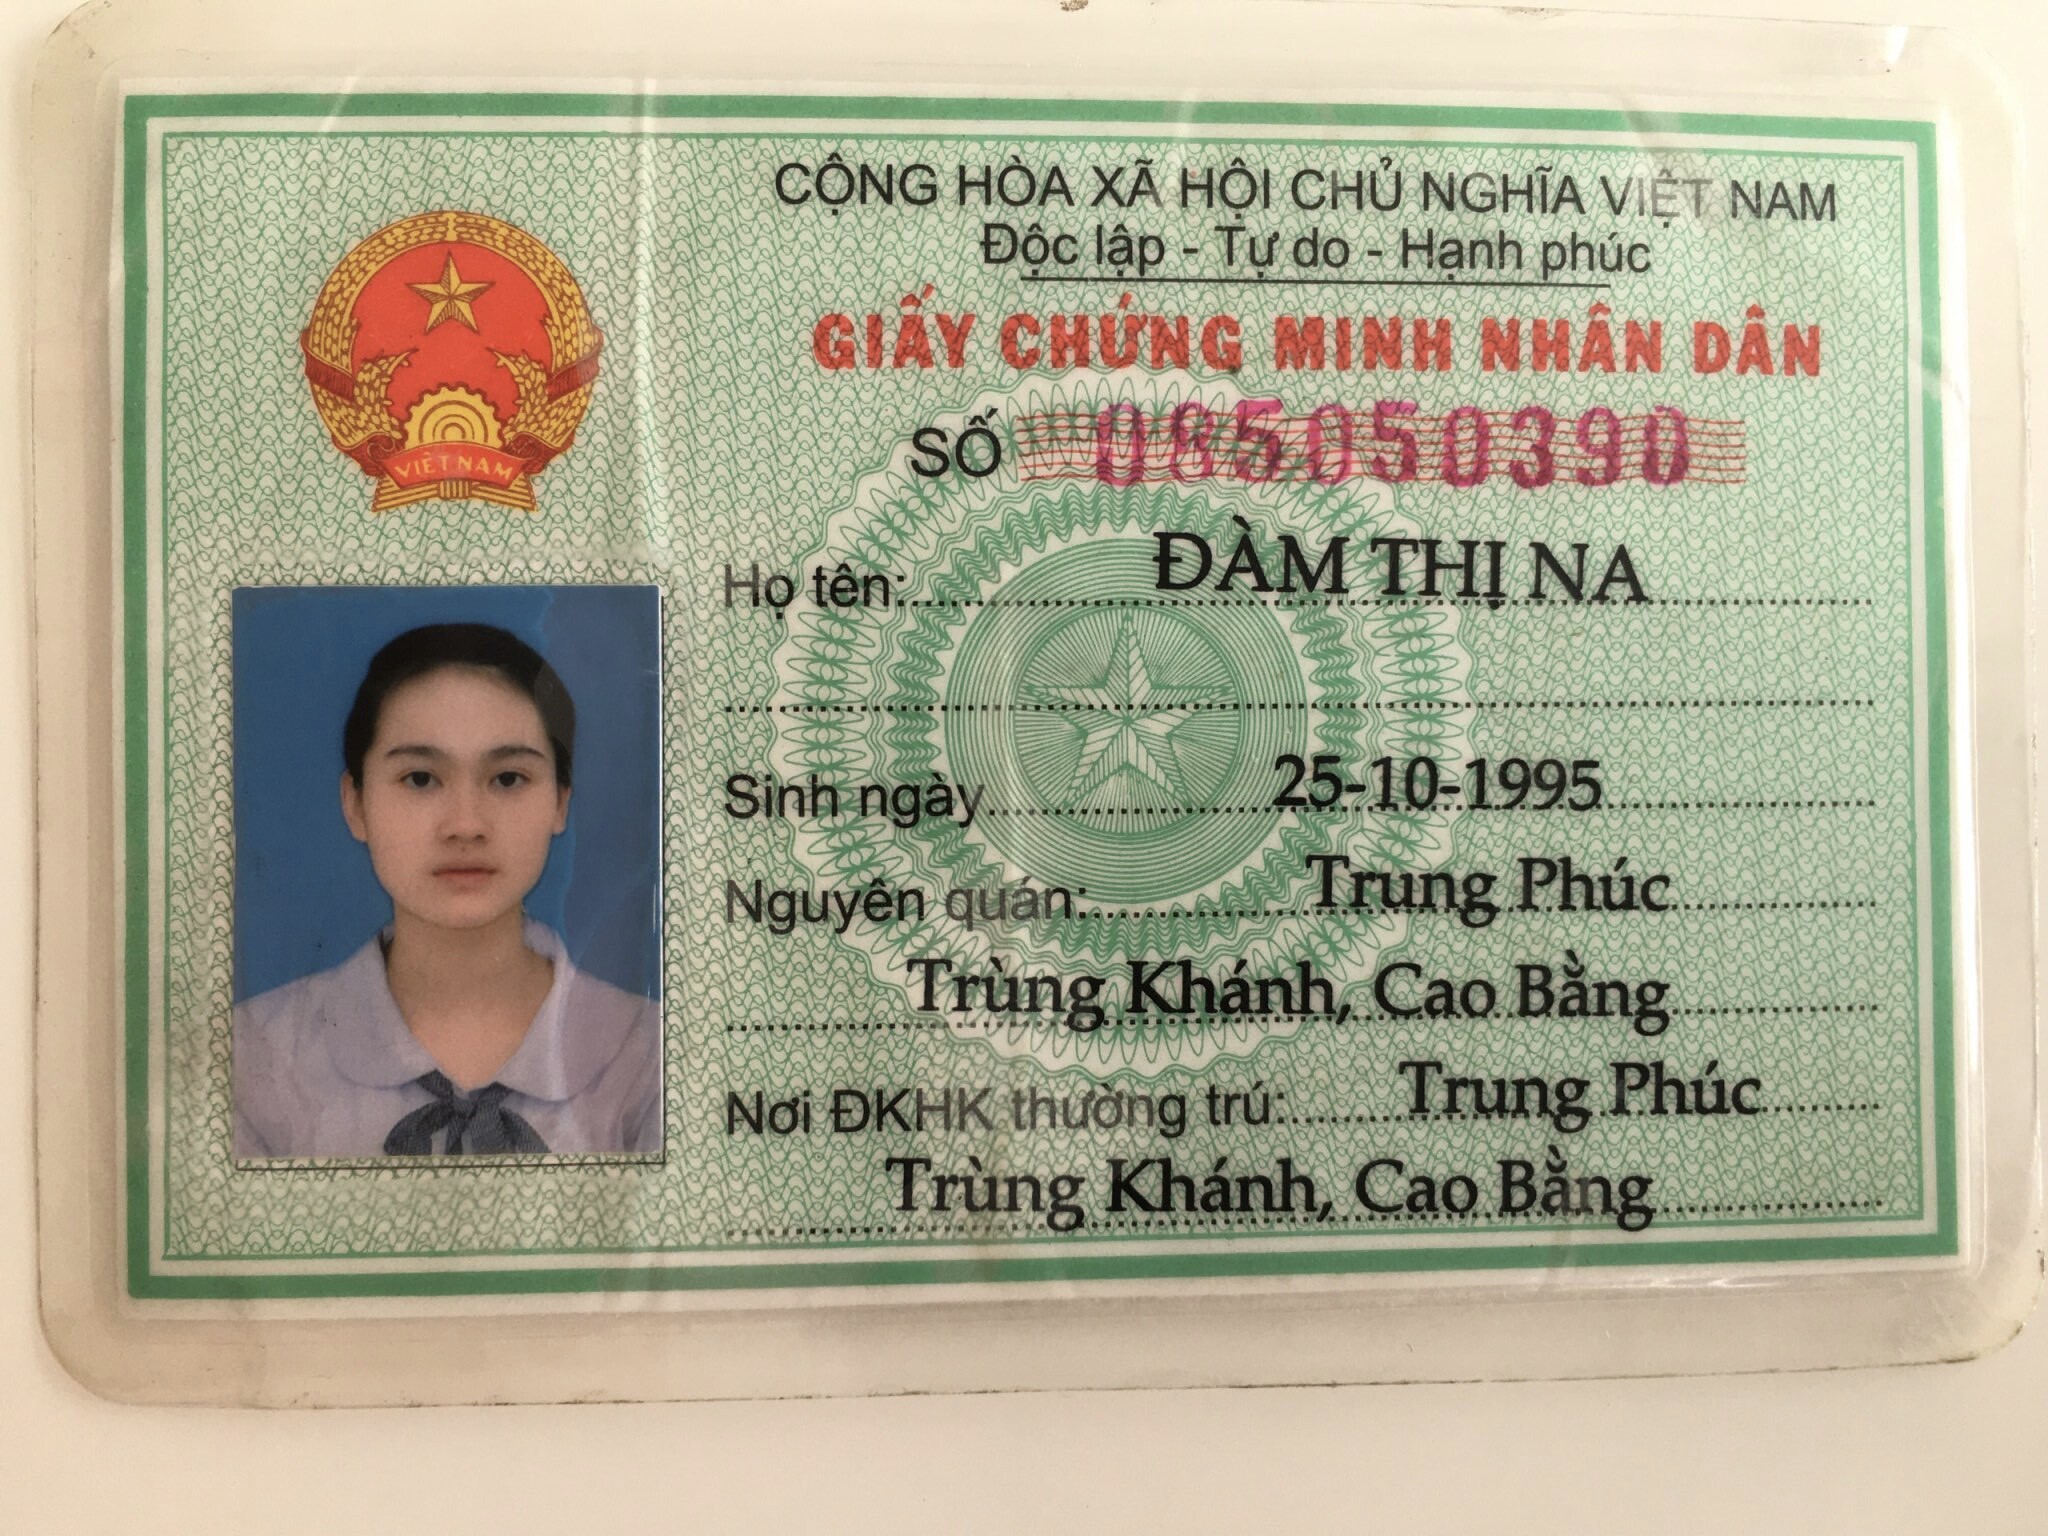 CỘNG HÒA XÃ HỘI CHỦ NGHĨA VIỆT NAM
Độc lập - Tự do - Hạnh phúc
GIẤY CHỨNG MINH NHÂN DÂN
SỐ 085050390
VIỆT NAM
Họ tên: ĐÀM THỊ NA
Sinh ngày 25-10-1995
Nguyên quán: Trung Phúc
Trùng Khánh, Cao Bằng
Nơi ĐKHK thường trú: Trung Phúc
Trùng Khánh, Cao Bằng